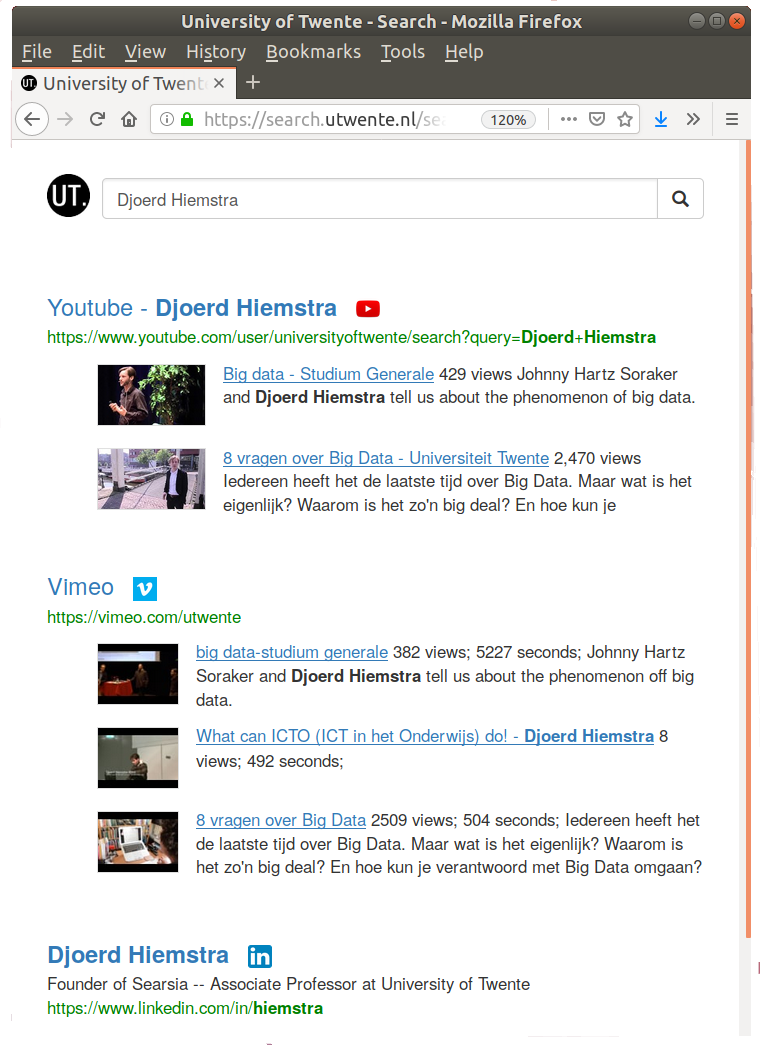 University of Twente - Search - Mozilla Firefox
File Edit View History Bookmarks Tools Help
UT. University of Twent
https://search.utwente.nl/sea 120%
UT. Djoerd Hiemstra
Youtube - Djoerd Hiemstra
https://www.youtube.com/user/universityoftwente/search?query=Djoerd+Hiemstra
Big data - Studium Generale 429 views Johnny Hartz Soraker
and Djoerd Hiemstra tell us about the phenomenon of big data.
8 vragen over Big Data - Universiteit Twente 2,470 views
Iedereen heeft het de laatste tijd over Big Data. Maar wat is het
eigenlijk? Waarom is het zo'n big deal? En hoe kun je
Vimeo
https://vimeo.com/utwente
big data-studium generale 382 views; 5227 seconds; Johnny Hartz
Soraker and Djoerd Hiemstra tell us about the phenomenon off big
data.
What can ICTO (ICT in het Onderwijs) do! - Djoerd Hiemstra 8
views; 492 seconds;
8 vragen over Big Data 2509 views; 504 seconds; Iedereen heeft het
de laatste tijd over Big Data. Maar wat is het eigenlijk? Waarom is
het zo'n big deal? En hoe kun je verantwoord met Big Data omgaan?
Djoerd Hiemstra in
Founder of Searsia -- Associate Professor at University of Twente
https://www.linkedin.com/in/hiemstra